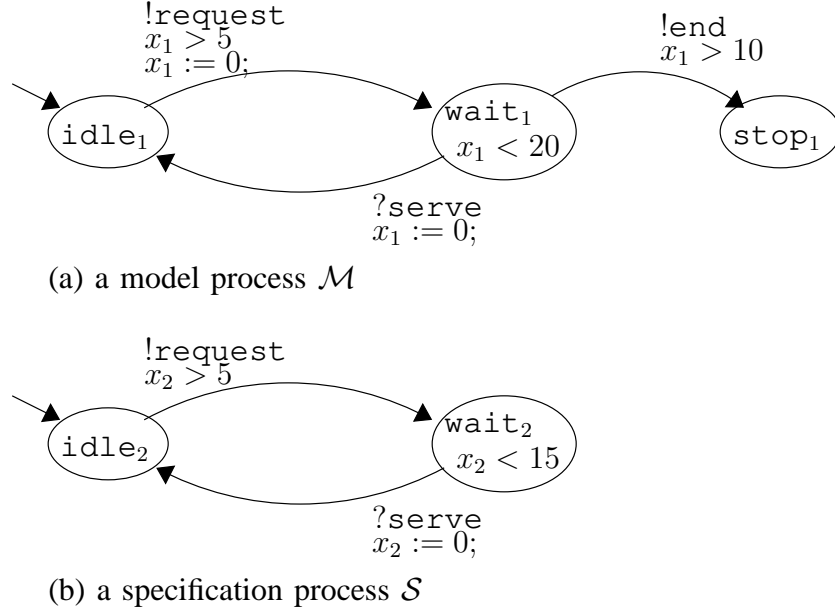 !request
x₁ > 5
x₁ := 0;
!end
x₁ > 10
idle₁
wait₁
x₁ < 20
stop₁
?serve
x₁ := 0;
(a) a model process ℳ
!request
x₂ > 5
idle₂
wait₂
x₂ < 15
?serve
x₂ := 0;
(b) a specification process 𝒮